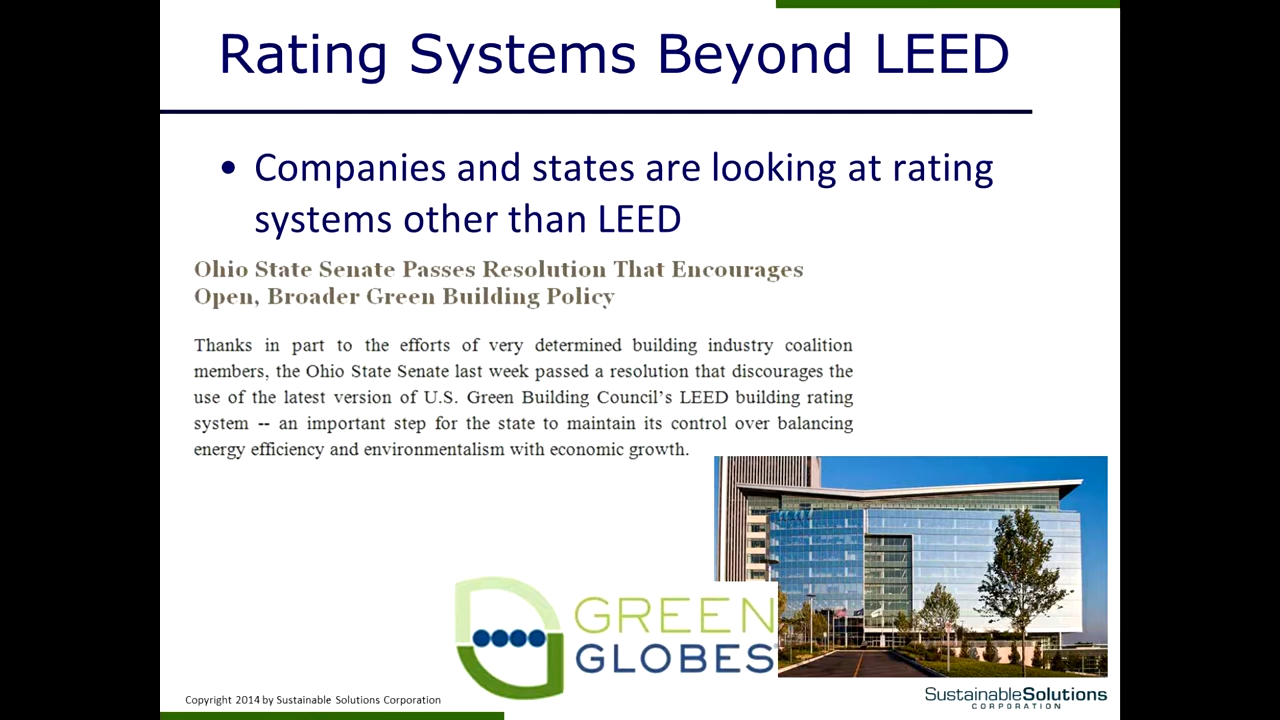 Rating Systems Beyond LEED
• Companies and states are looking at rating
systems other than LEED
Ohio State Senate Passes Resolution That Encourages
Open, Broader Green Building Policy
Thanks in part to the efforts of very determined building industry coalition
members, the Ohio State Senate last week passed a resolution that discourages the
use of the latest version of U.S. Green Building Council’s LEED building rating
system -- an important step for the state to maintain its control over balancing
energy efficiency and environmentalism with economic growth.
GREEN
GLOBES
Copyright 2014 by Sustainable Solutions Corporation
SustainableSolutions
CORPORATION